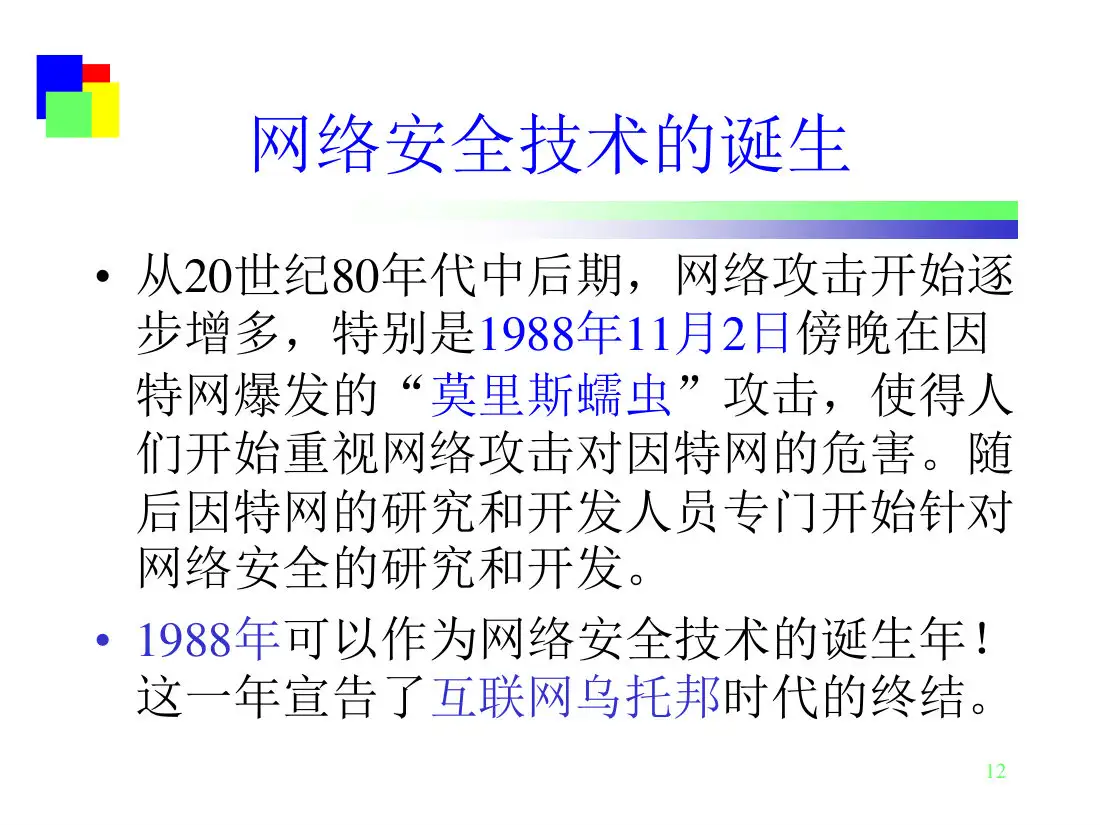 网络安全技术的诞生
• 从20世纪80年代中后期，网络攻击开始逐
步增多，特别是1988年11月2日傍晚在因
特网爆发的“莫里斯蠕虫”攻击，使得人
们开始重视网络攻击对因特网的危害。随
后因特网的研究和开发人员专门开始针对
网络安全的研究和开发。
• 1988年可以作为网络安全技术的诞生年！
这一年宣告了互联网乌托邦时代的终结。
12